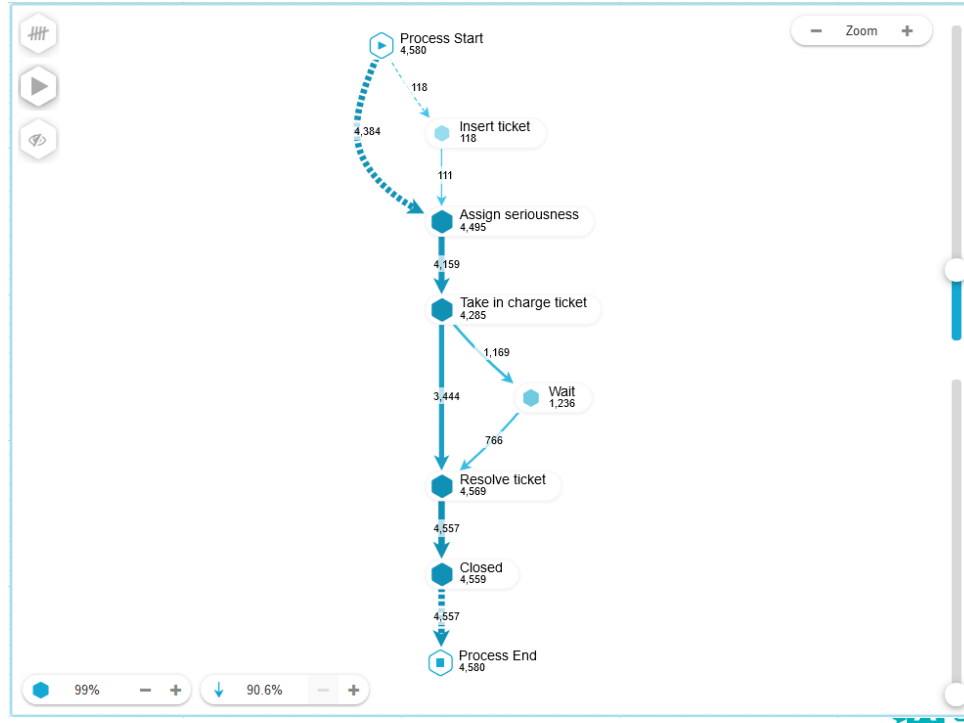 Process Start
4,580
Zoom
118
4,384
Insert ticket
118
111
Assign seriousness
4,495
4,159
Take in charge ticket
4,285
1,169
3,444
Wait
1,236
766
Resolve ticket
4,569
4,557
Closed
4,559
4,557
Process End
4,580
99%
90.6%